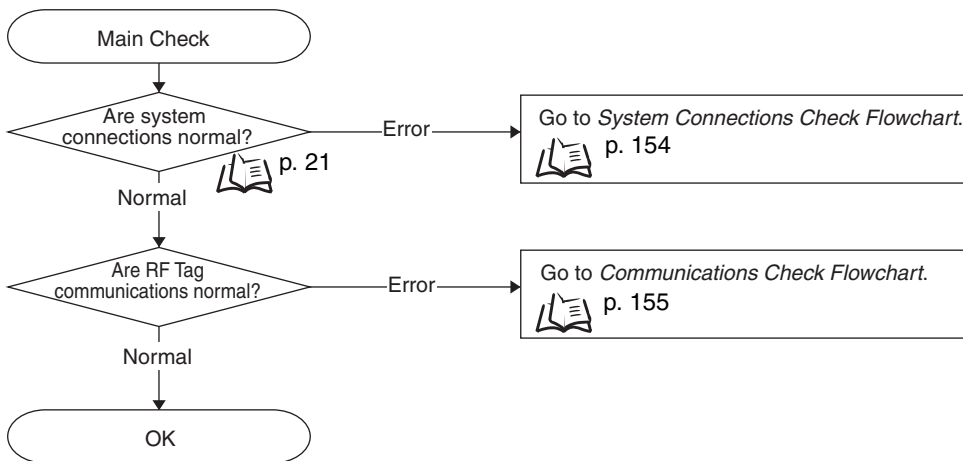 Main Check
Are system
connections normal?
Error
Go to System Connections Check Flowchart.
p. 154
p. 21
Normal
Are RF Tag
communications normal?
Error
Go to Communications Check Flowchart.
p. 155
Normal
OK